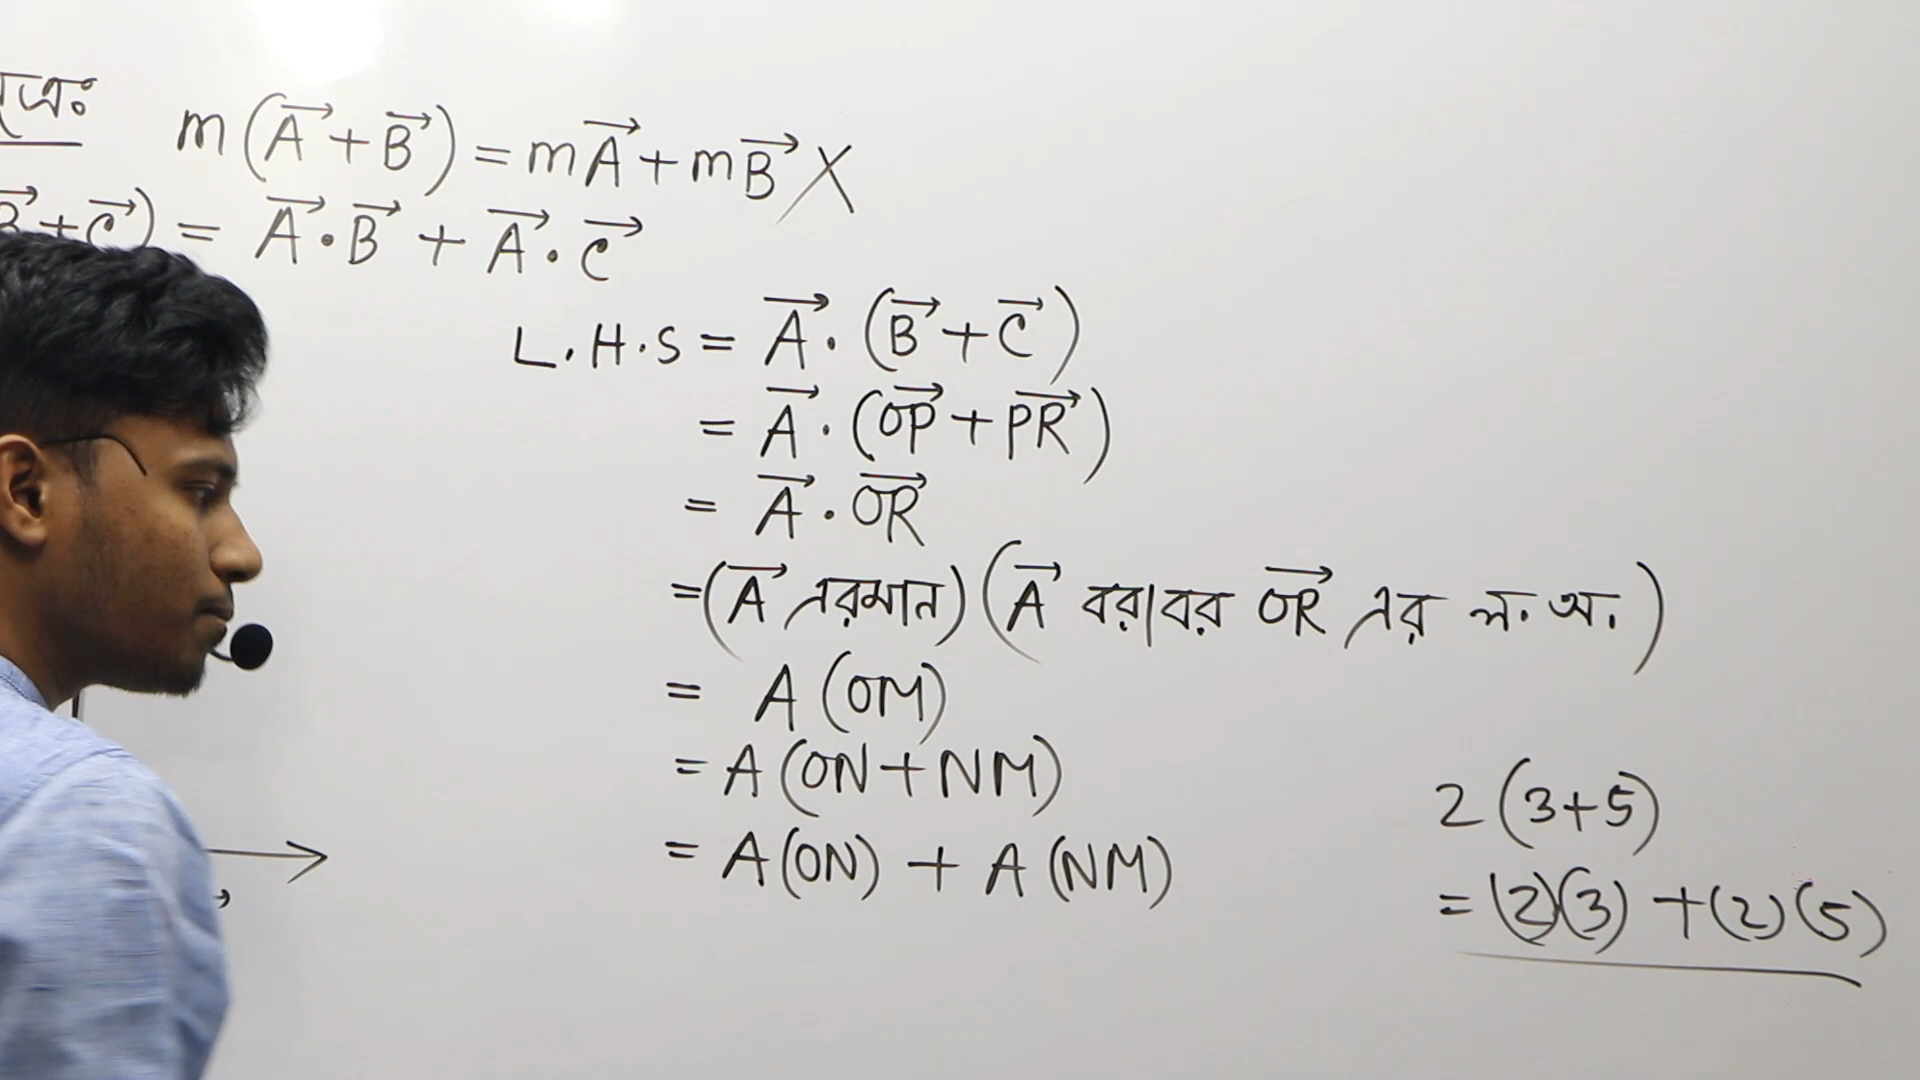 m(A⃗+B⃗) = mA⃗+mB⃗ X
B⃗+C⃗) = A⃗·B⃗ + A⃗·C⃗
L.H.S = A⃗·(B⃗+C⃗)
= A⃗·(OP⃗+PR⃗)
= A⃗·OR⃗
=(A⃗ এরমান)(A⃗ বরাবর OR⃗ এর ল. অ.)
= A(OM)
= A(ON+NM)
= A(ON) + A(NM)
2(3+5)
= (2)(3) +(2)(5)